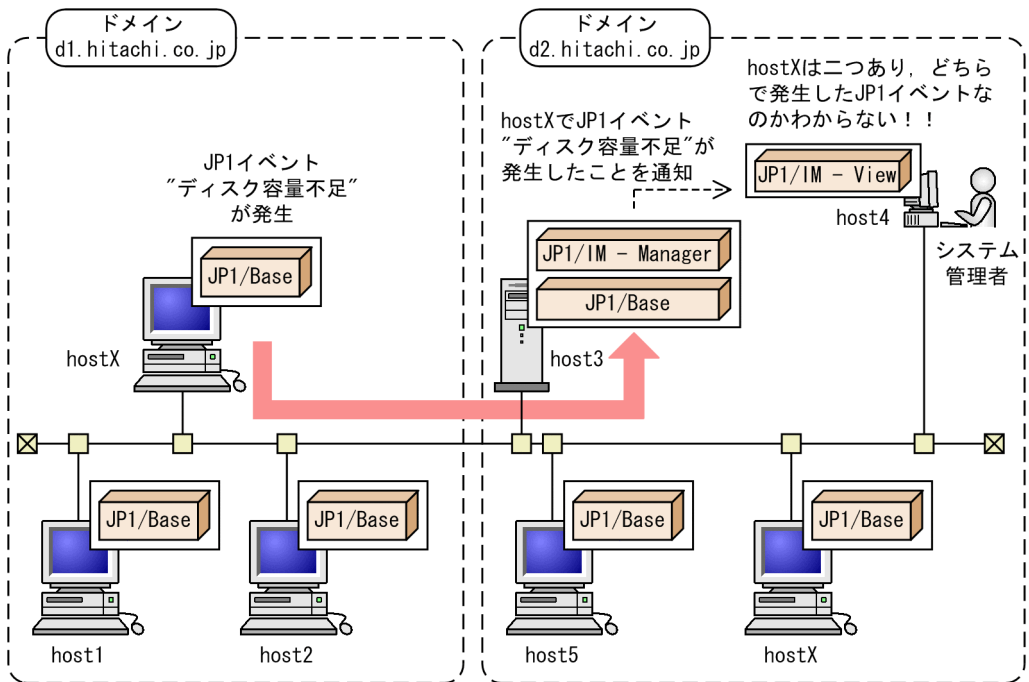 ドメイン
d1.hitachi.co.jp
ドメイン
d2.hitachi.co.jp
hostXは二つあり，どちら
で発生したJP1イベントな
のかわからない！！
hostXでJP1イベント
"ディスク容量不足"が
発生したことを通知
JP1イベント
"ディスク容量不足"
が発生
JP1/IM - View
host4
システム
管理者
JP1/IM - Manager
JP1/Base
JP1/Base
hostX
host3
JP1/Base
JP1/Base
JP1/Base
JP1/Base
host1
host2
host5
hostX